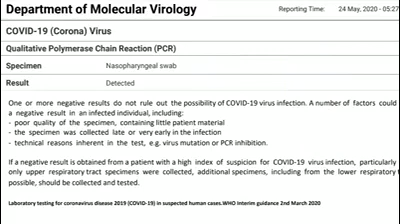 Department of Molecular Virology
Reporting Time: 24 May, 2020 - 05:27
COVID-19 (Corona) Virus
Qualitative Polymerase Chain Reaction (PCR)
Specimen Nasopharyngeal swab
Result Detected
One or more negative results do not rule out the possibility of COVID-19 virus infection. A number of factors could
a negative result in an infected individual, including:
- poor quality of the specimen, containing little patient material
- the specimen was collected late or very early in the infection
- technical reasons inherent in the test, e.g. virus mutation or PCR inhibition.
If a negative result is obtained from a patient with a high index of suspicion for COVID-19 virus infection, particularly
only upper respiratory tract specimens were collected, additional specimens, including from the lower respiratory
possible, should be collected and tested.
Laboratory testing for coronavirus disease 2019 (COVID-19) in suspected human cases.WHO Interim guidance 2nd March 2020